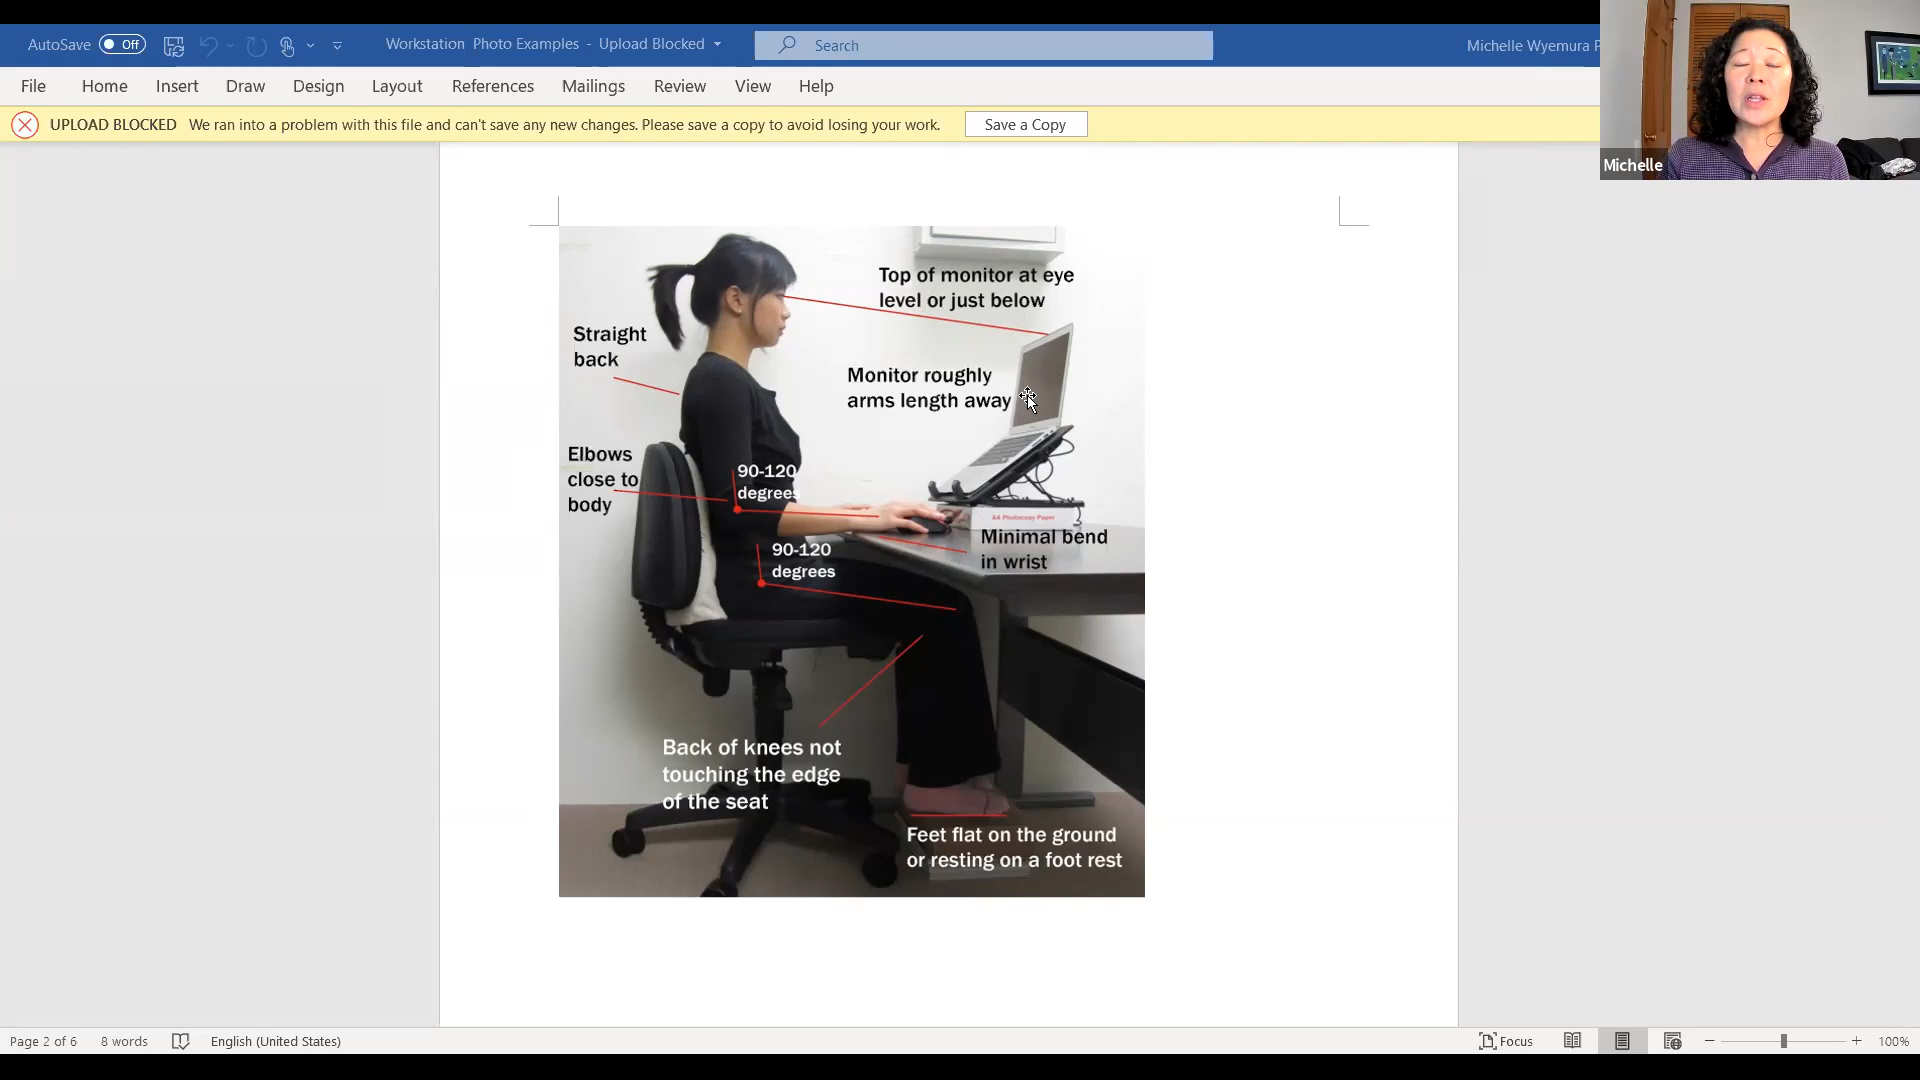 AutoSave Off
Workstation Photo Examples - Upload Blocked
Search
Michelle Wyemura P
File Home Insert Draw Design Layout References Mailings Review View Help
UPLOAD BLOCKED We ran into a problem with this file and can't save any new changes. Please save a copy to avoid losing your work. Save a Copy
Michelle
Top of monitor at eye
level or just below
Straight
back
Monitor roughly
arms length away
Elbows
close to
body
90-120
degrees
A4 Photocopy Paper
Minimal bend
in wrist
90-120
degrees
Back of knees not
touching the edge
of the seat
Feet flat on the ground
or resting on a foot rest
Page 2 of 6 8 words English (United States) Focus 100%